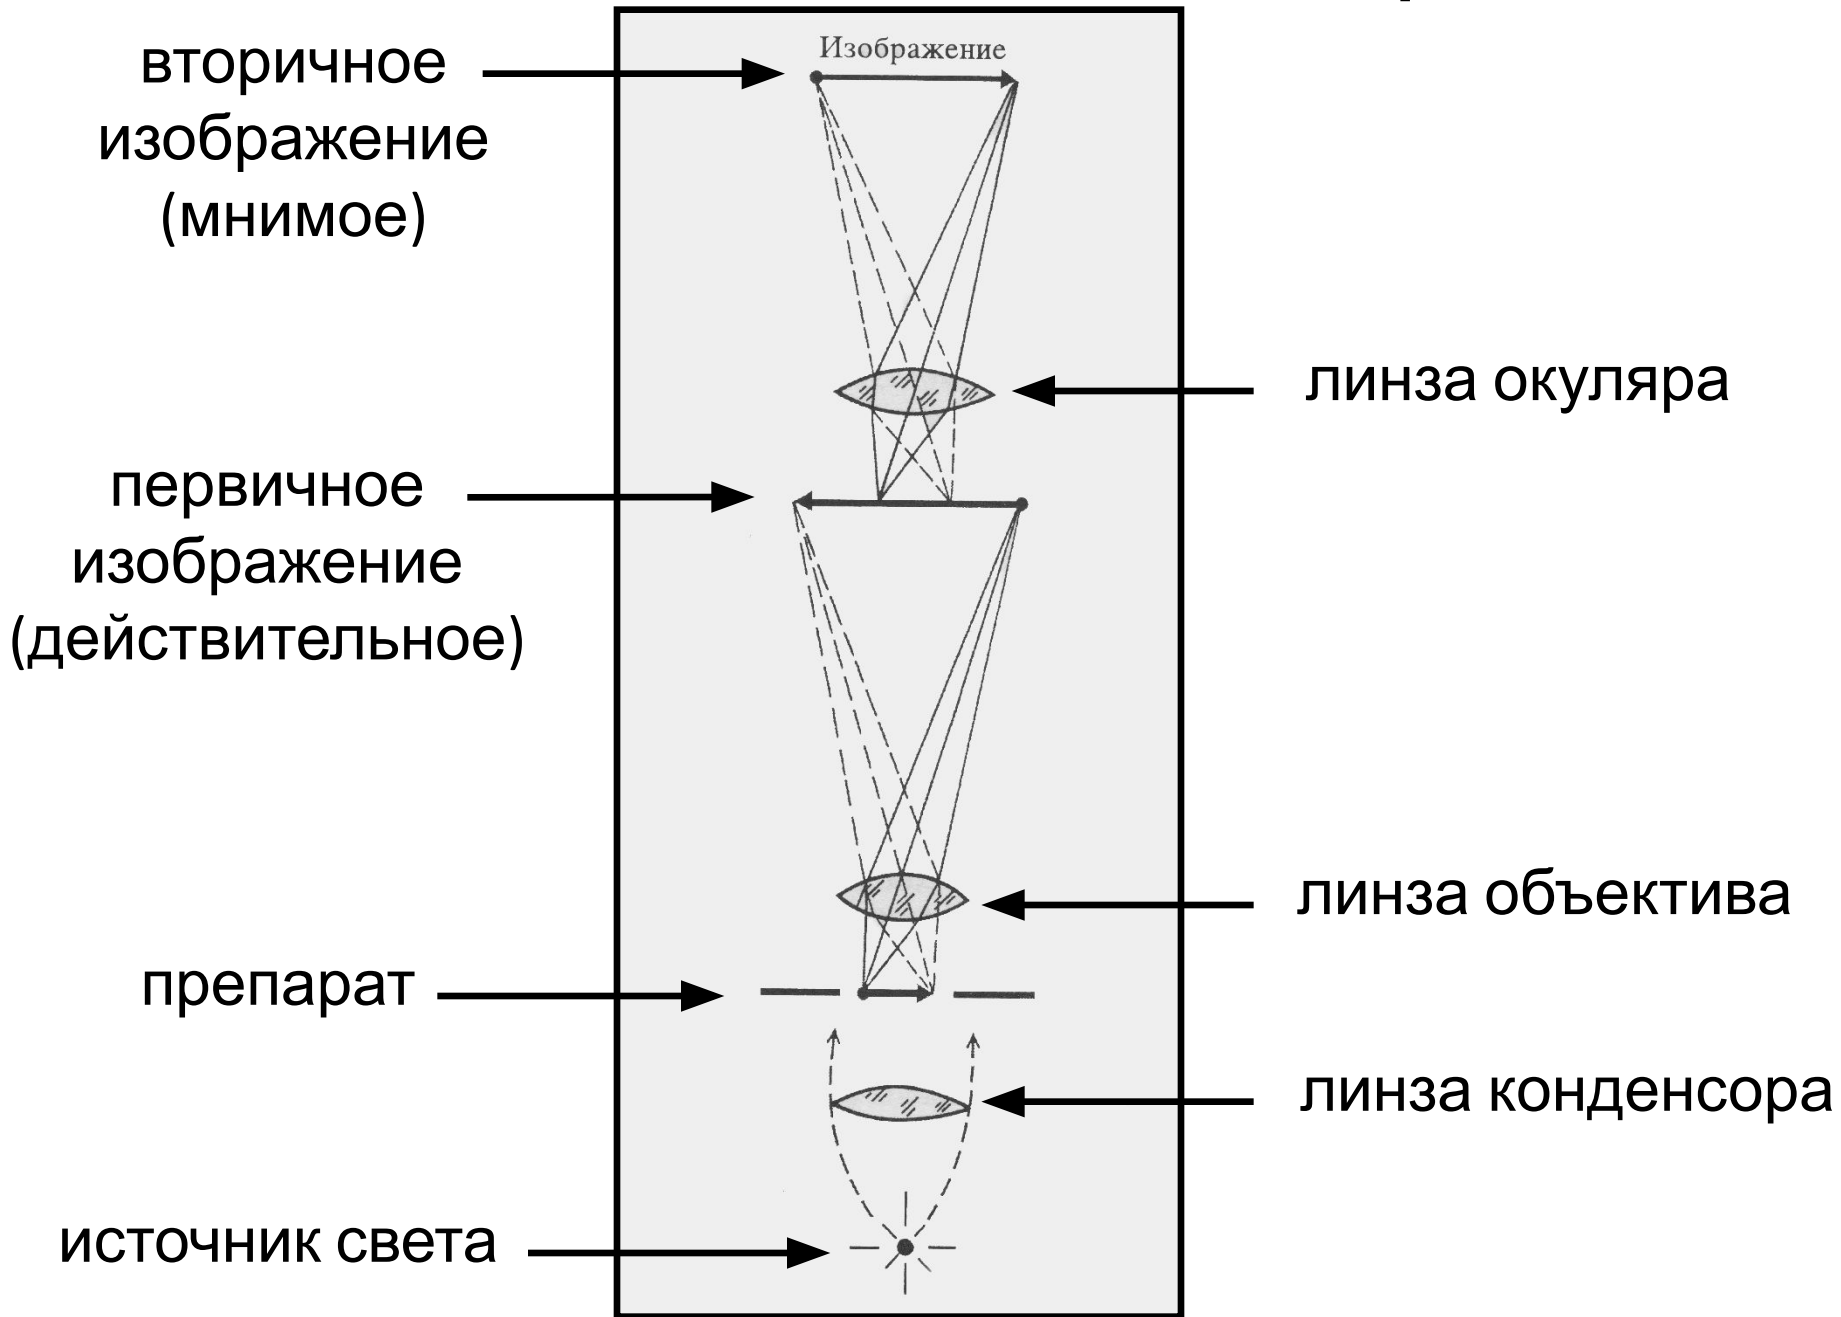 Изображение
вторичное
изображение
(мнимое)
линза окуляра
первичное
изображение
(действительное)
линза объектива
препарат
линза конденсора
источник света